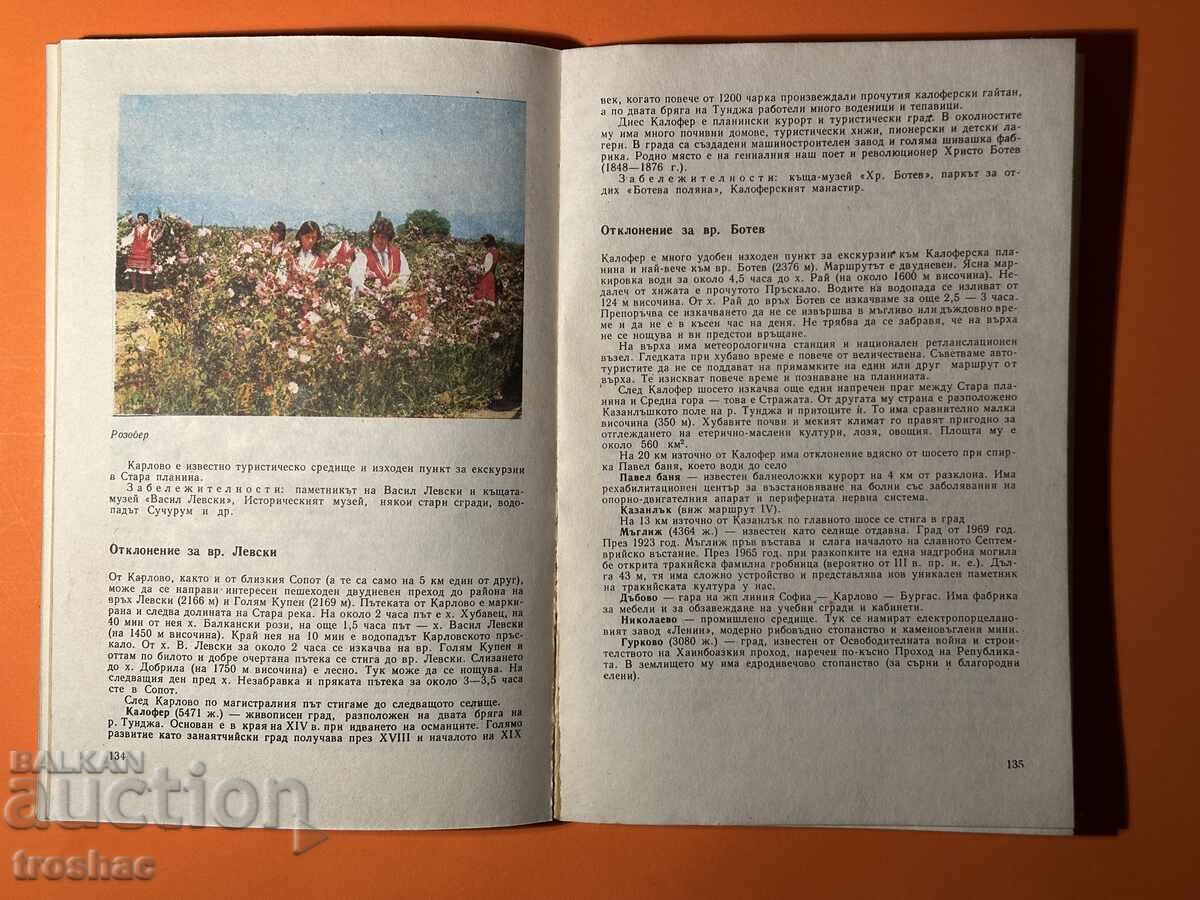 Розобер
Карлово е известно туристическо средище и изходен пункт за екскурзии
в Стара планина.
Забележителности: паметникът на Васил Левски и къщата-
музей «Васил Левски», Историческият музей, някои стари сгради, водо-
падът Сучурум и др.
Отклонение за вр. Левски
От Карлово, както и от близкия Сопот (а те са само на 5 км един от друг),
може да се направи интересен пешеходен двудневен преход до района на
връх Левски (2166 м) и Голям Купен (2169 м). Пътеката от Карлово е марки-
рана и следва долината на Стара река. На около 2 часа път е х. Хубавец, на
40 мин от нея х. Балкански рози, на още 1,5 часа път — х. Васил Левски
(на 1450 м височина). Край нея на 10 мин е водопадът Карловското пръс-
кало. От х. В. Левски за около 2 часа се изкачва на вр. Голям Купен и
оттам по билото и добре очертана пътека се стига до вр. Левски. Слизането
до х. Добрила (на 1750 м височина) е лесно. Тук може да се нощува. На
следващия ден пред х. Незабравка и пряката пътека за около 3—3,5 часа
сте в Сопот.
След Карлово по магистралния път стигаме до следващото селище.
Калофер (5471 ж.) — живописен град, разположен на двата бряга на
р. Тунджа. Основан е в края на XIV в. при идването на османците. Голямо
развитие като занаятчийски град получава през XVIII и началото на XIX
134
век, когато повече от 1200 чарка произвеждали прочутия калоферски гайтан,
а по двата бряга на Тунджа работели много воденици и тепавици.
Днес Калофер е планински курорт и туристически град. В околностите
му има много почивни домове, туристически хижи, пионерски и детски ла-
гери. В града са създадени машиностроителен завод и голяма шивашка фаб-
рика. Родно място е на гениалния наш поет и революционер Христо Ботев
(1848—1876 г.).
Забележителности: къща-музей «Хр. Ботев», паркът за от-
дих «Ботева поляна», Калоферският манастир.
Отклонение за вр. Ботев
Калофер е много удобен изходен пункт за екскурзии към Калоферска пла-
нина и най-вече към вр. Ботев (2376 м). Маршрутът е двудневен. Ясна мар-
кировка води за около 4,5 часа до х. Рай (на около 1600 м височина). Не-
далеч от хижата е прочутото Пръскало. Водите на водопада се изливат от
124 м височина. От х. Рай до връх Ботев се изкачваме за още 2,5 — 3 часа.
Препоръчва се изкачването да не се извършва в мъгливо или дъждовно вре-
ме и да не е в късен час на деня. Не трябва да се забравя, че на върха
не се нощува и ви предстои връщане.
На върха има метеорологична станция и национален ретланслационен
възел. Гледката при хубаво време е повече от величествена. Съветваме авто-
туристите да не се поддават на примамките на един или друг маршрут от
върха. Те изискват повече време и познаване на планината.
След Калофер шосето изкачва още един напречен праг между Стара пла-
нина и Средна гора — това е Стражата. От другата му страна е разположено
Казанлъшкото поле на р. Тунджа и притоците ѝ. То има сравнително малка
височина (350 м). Хубавите почви и мекият климат го правят пригодно за
отглеждането на етерично-маслени култури, лозя, овощия. Площта му е
около 560 км².
На 20 км източно от Калофер има отклонение вдясно от шосето при спир-
ка Павел баня, което води до село
Павел баня — известен балнеоложки курорт на 4 км от разклона. Има
рехабилитационен център за възстановяване на болни със заболявания на
опорно-двигателния апарат и периферната нервна система.
Казанлък (виж маршрут IV).
На 13 км източно от Казанлък по главното шосе се стига в град
Мъглиж (4364 ж.) — известен като селище отдавна. Град от 1969 год.
През 1923 год. Мъглиж пръв въстава и слага началото на славното Септем-
врийско въстание. През 1965 год. при разкопките на една надгробна могила
бе открита тракийска фамилна гробница (вероятно от III в. пр. н. е.). Дъл-
га 43 м, тя има сложно устройство и представлява нов уникален паметник
на тракийската култура у нас.
Дъбово — гара на жп линия София — Карлово — Бургас. Има фабрика
за мебели и за обзавеждане на учебни сгради и кабинети.
Николаево — промишлено средище. Тук се намират електропорцелано-
вият завод «Ленин», модерно рибовъдно стопанство и каменовъглени мини.
Гурково (3080 ж.) — град, известен от Освободителната война и строи-
телството на Хаинбоазкия проход, наречен по-късно Проход на Републи­ка-
та. В землището му има едродивечово стопанство (за сърни и благородни
елени).
135
BALKAN
auction
troshac